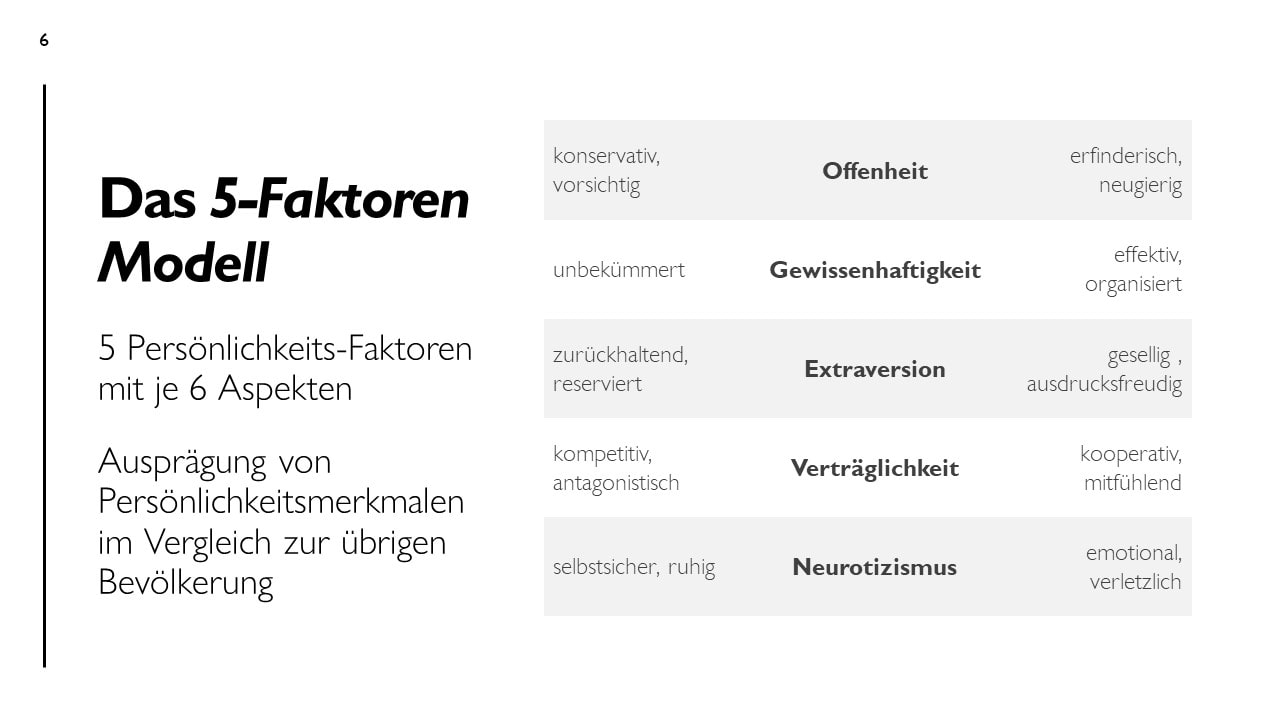 6
Das 5-Faktoren
Modell
5 Persönlichkeits-Faktoren
mit je 6 Aspekten
Ausprägung von
Persönlichkeitsmerkmalen
im Vergleich zur übrigen
Bevölkerung
konservativ,
vorsichtig
Offenheit
erfinderisch,
neugierig
unbekümmert
Gewissenhaftigkeit
effektiv,
organisiert
zurückhaltend,
reserviert
Extraversion
gesellig ,
ausdrucksfreudig
kompetitiv,
antagonistisch
Verträglichkeit
kooperativ,
mitfühlend
selbstsicher, ruhig
Neurotizismus
emotional,
verletzlich